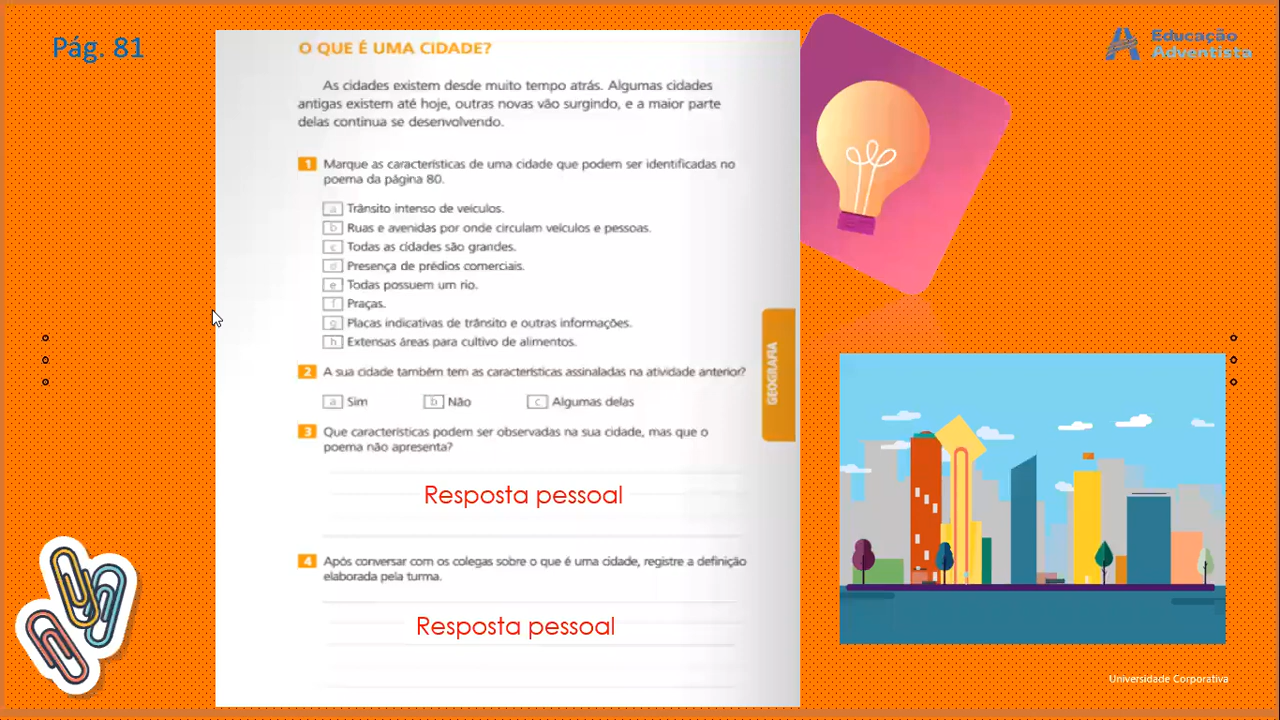 Pág. 81
Educação
Adventista
O QUE É UMA CIDADE?
As cidades existem desde muito tempo atrás. Algumas cidades
antigas existem até hoje, outras novas vão surgindo, e a maior parte
delas continua se desenvolvendo.
1 Marque as características de uma cidade que podem ser identificadas no
poema da página 80.
a Trânsito intenso de veículos.
b Ruas e avenidas por onde circulam veículos e pessoas.
c Todas as cidades são grandes.
d Presença de prédios comerciais.
e Todas possuem um rio.
f Praças.
g Placas indicativas de trânsito e outras informações.
h Extensas áreas para cultivo de alimentos.
2 A sua cidade também tem as características assinaladas na atividade anterior?
a Sim b Não c Algumas delas
3 Que características podem ser observadas na sua cidade, mas que o
poema não apresenta?
Resposta pessoal
4 Após conversar com os colegas sobre o que é uma cidade, registre a definição
elaborada pela turma.
Resposta pessoal
GEOGRAFIA
Universidade Corporativa